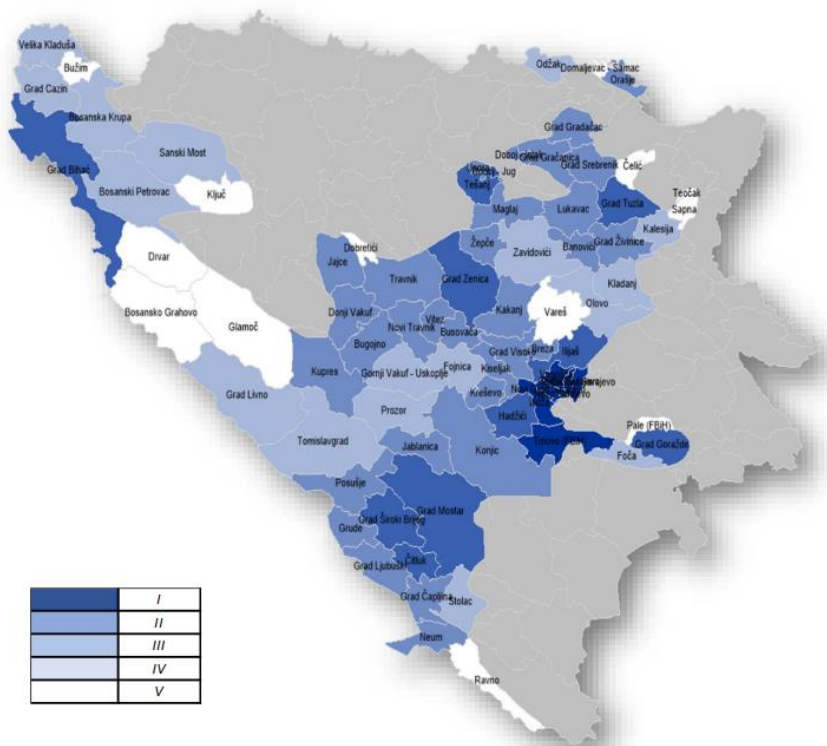 Velika Kladuša
Bužim
Grad Cazin
Bosanska Krupa
Grad Bihać
Sanski Most
Bosanski Petrovac
Ključ
Drvar
Bosansko Grahovo
Glamoč
Odžak
Domaljevac - Šamac
Orašje
Grad Gradačac
Grad Gračanica
Grad Srebrenik
Čelić
Teočak
Sapna
Tešanj
Maglaj
Lukavac
Grad Tuzla
Kalesija
Žepče
Zavidovići
Banovići
Grad Živinice
Kladanj
Olovo
Dobretići
Jajce
Travnik
Grad Zenica
Kakanj
Vareš
Donji Vakuf
Novi Travnik
Vitez
Busovača
Bugojno
Grad Visoko
Breza
Ilijaš
Kupres
Gornji Vakuf - Uskoplje
Fojnica
Kiseljak
Kreševo
Grad Livno
Prozor
Hadžići
Pale (FBiH)
Grad Goražde
Foča
Tomislavgrad
Jablanica
Konjic
Posušje
Grad Široki Brijeg
Grad Mostar
Grude
Čitluk
Grad Ljubuški
Grad Čapljina
Stolac
Neum
Ravno
I
II
III
IV
V